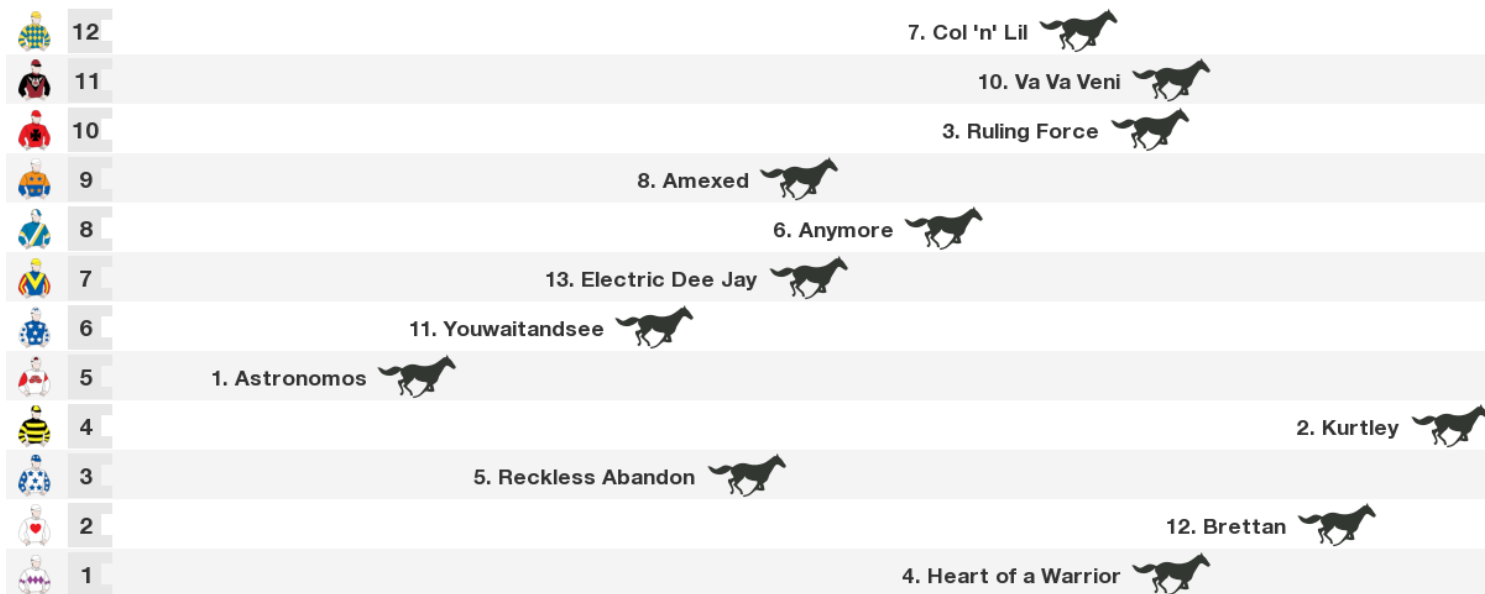 12 7. Col 'n' Lil
11 10. Va Va Veni
10 3. Ruling Force
9 8. Amexed
8 6. Anymore
7 13. Electric Dee Jay
6 11. Youwaitandsee
5 1. Astronomos
4 2. Kurtley
3 5. Reckless Abandon
2 12. Brettan
1 4. Heart of a Warrior